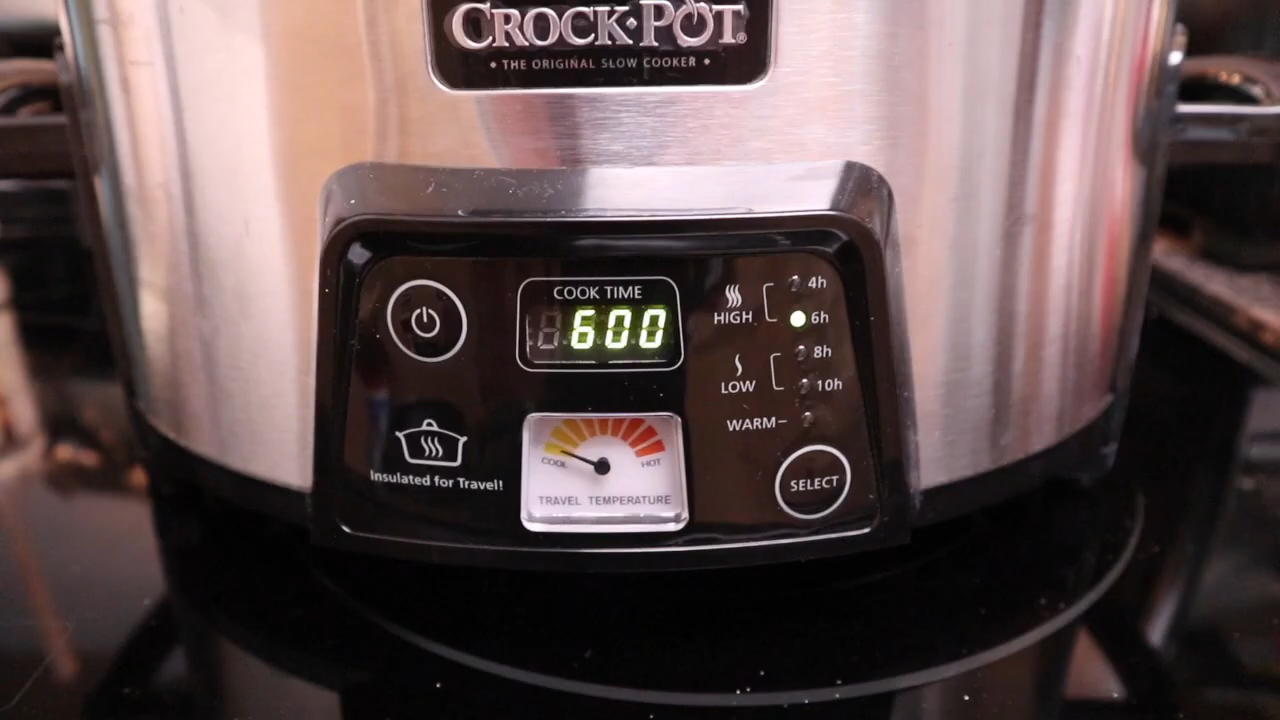 CROCK·POT®
• THE ORIGINAL SLOW COOKER •
COOK TIME
600
HIGH
4h
6h
LOW
8h
10h
WARM
SELECT
Insulated for Travel!
COOL
HOT
TRAVEL TEMPERATURE